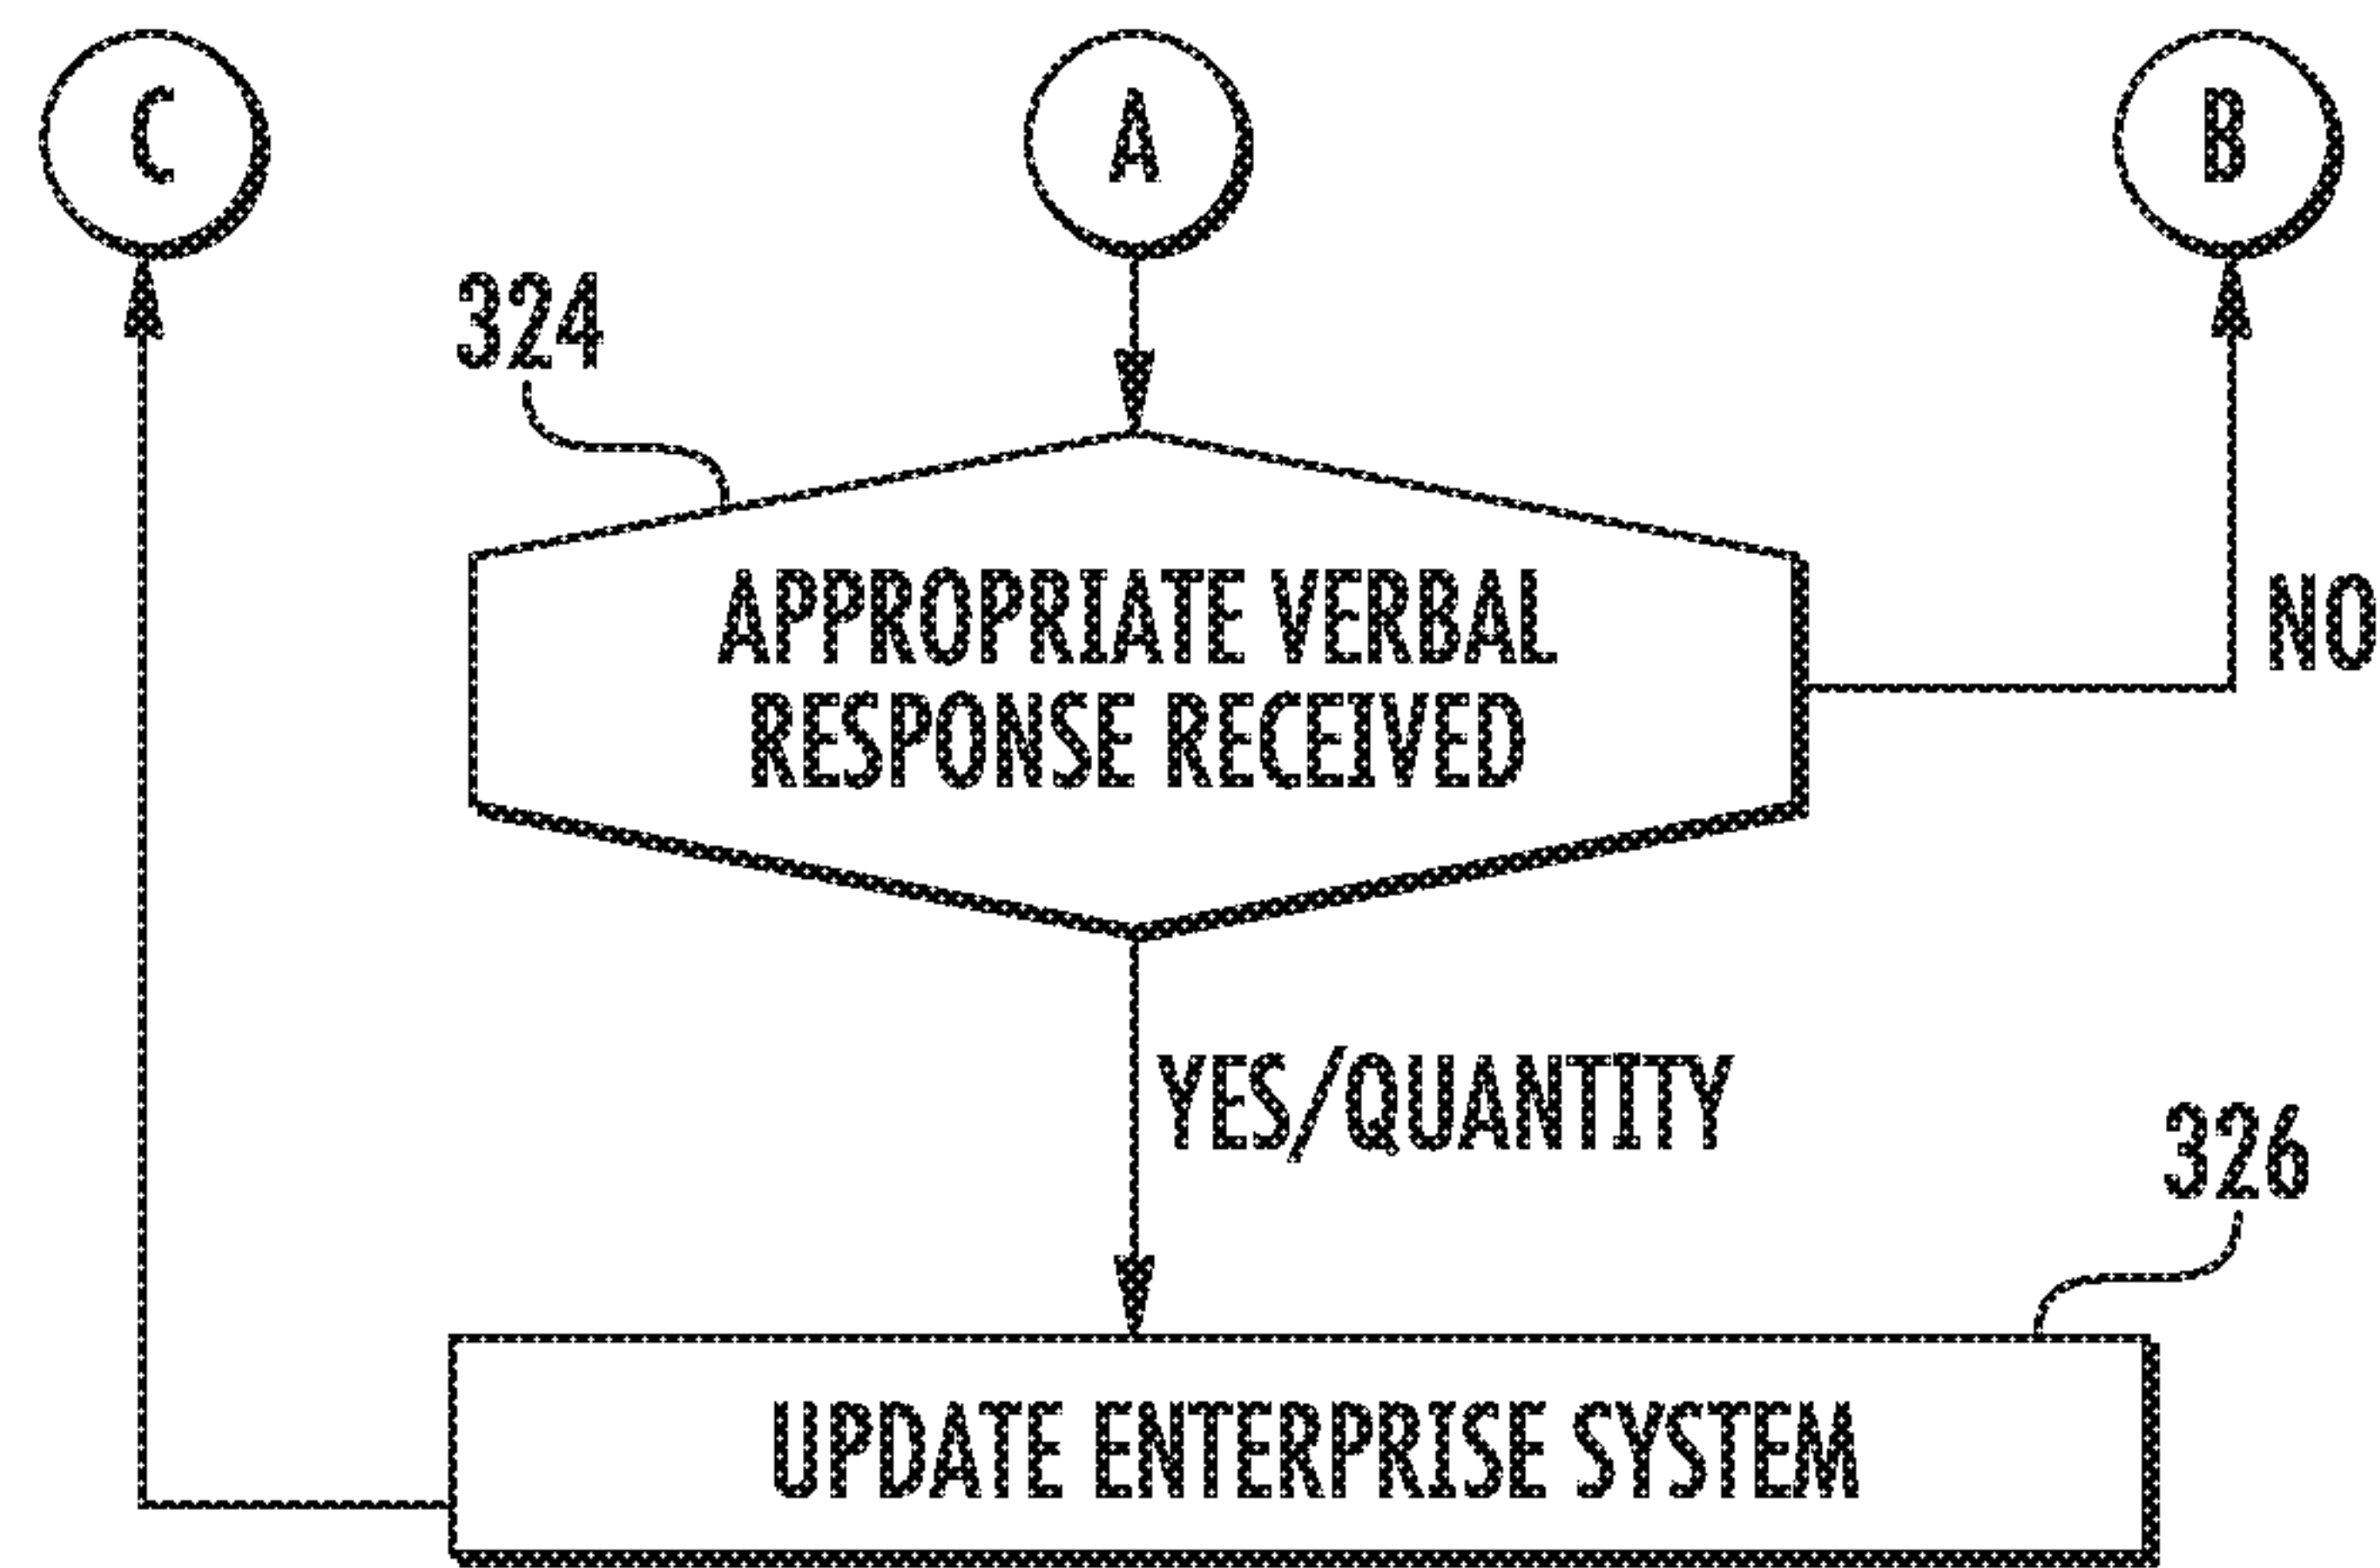 C
A
B
324
APPROPRIATE VERBAL
RESPONSE RECEIVED
NO
YES/QUANTITY
326
UPDATE ENTERPRISE SYSTEM